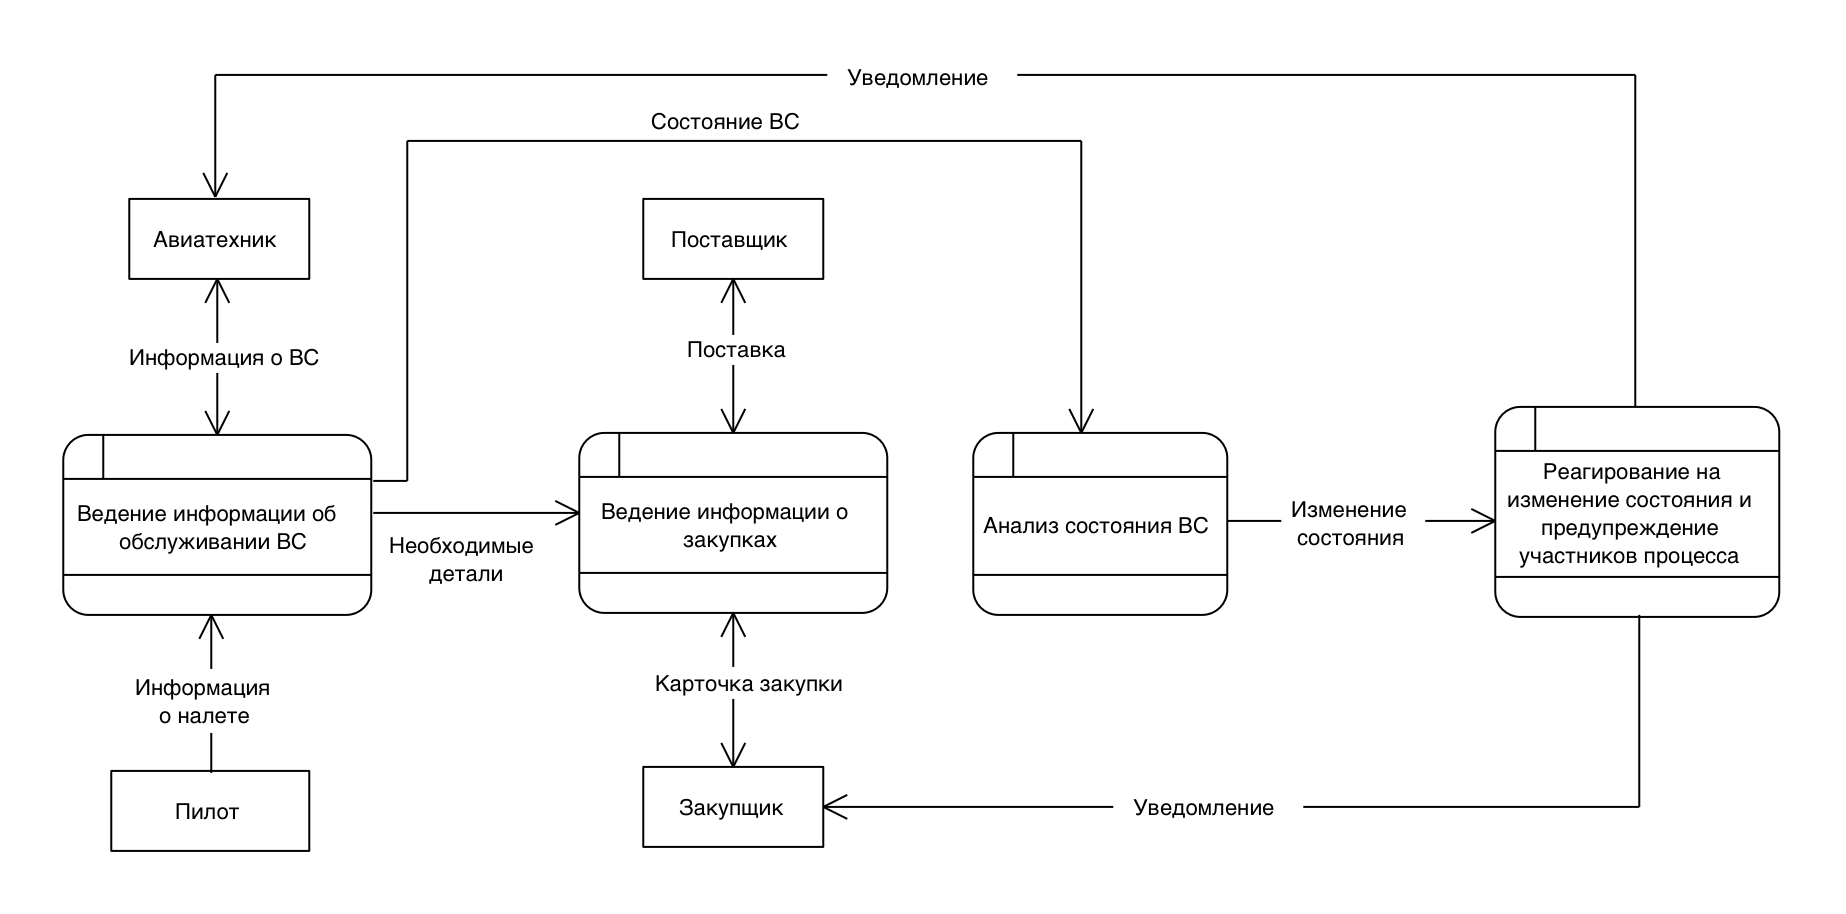 Уведомление
Состояние ВС
Авиатехник
Поставщик
Информация о ВС
Поставка
Ведение информации об
обслуживании ВС
Необходимые
детали
Ведение информации о
закупках
Анализ состояния ВС
Изменение
состояния
Реагирование на
изменение состояния и
предупреждение
участников процесса
Информация
о налете
Карточка закупки
Пилот
Закупщик
Уведомление